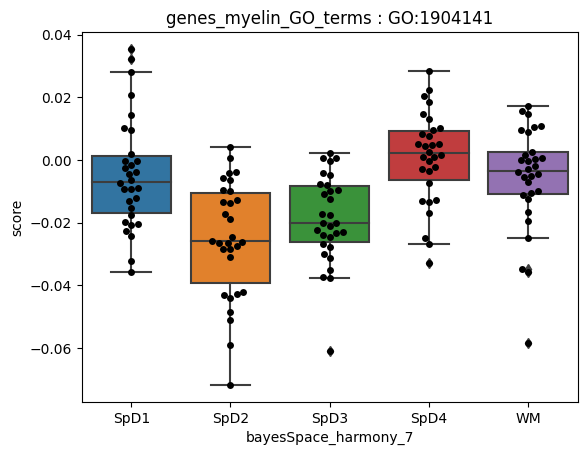 genes_myelin_GO_terms : GO:1904141
0.04
0.02
0.00
−0.02
−0.04
−0.06
score
SpD1 SpD2 SpD3 SpD4 WM
bayesSpace_harmony_7